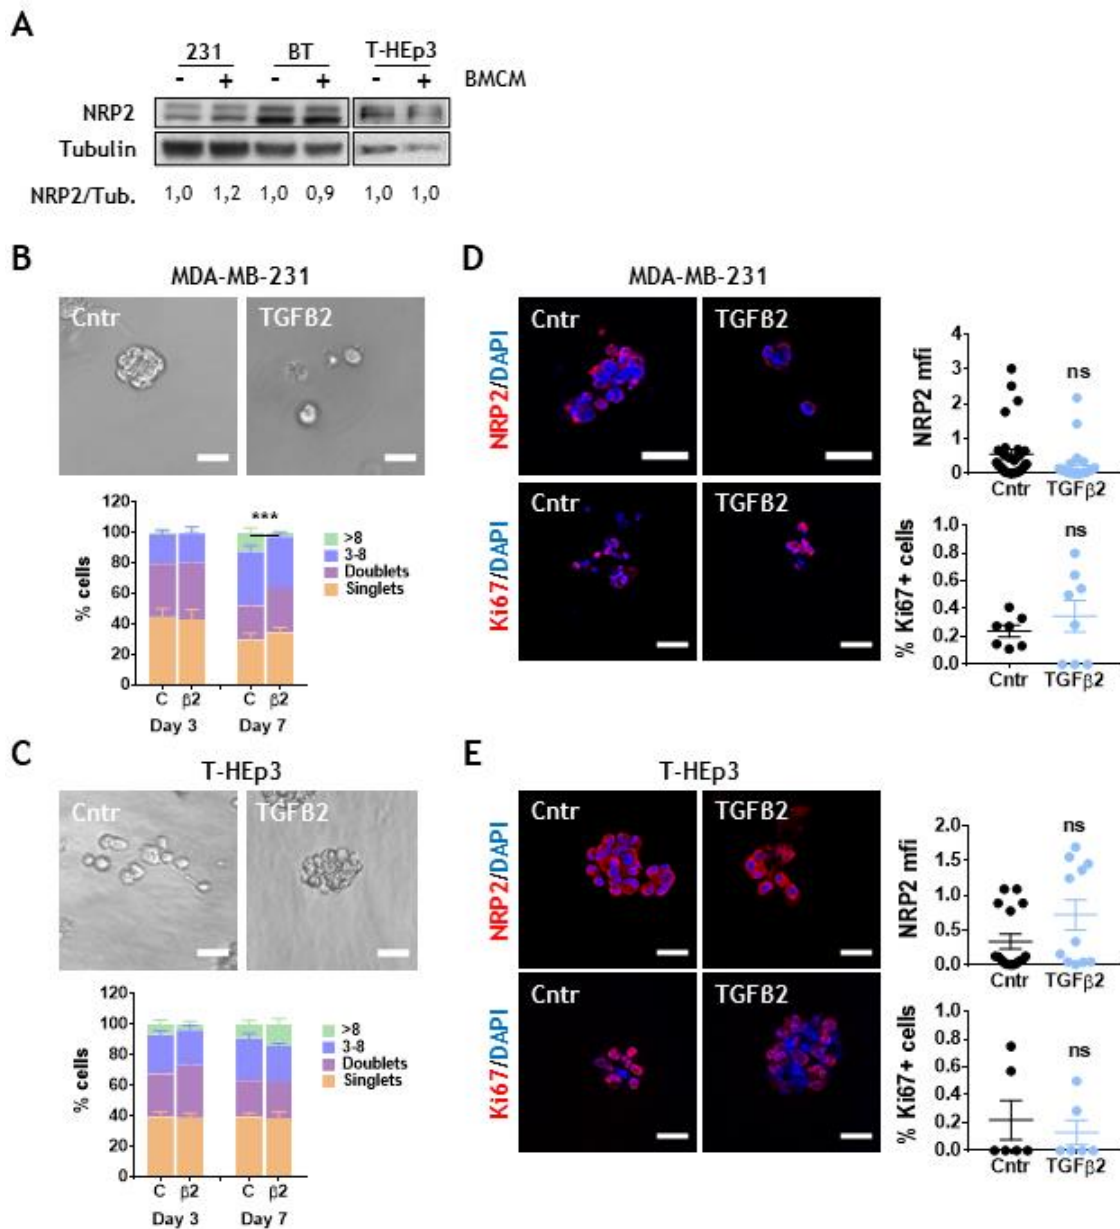 A
231 BT T-HEp3
- + - + - + BMCM
NRP2
Tubulin
NRP2/Tub. 1,0 1,2 1,0 0,9 1,0 1,0
B
MDA-MB-231
Cntr TGFß2
120
100
80
60
40
20
0
% cells
***
>8
3-8
Doublets
Singlets
C β2 C β2
Day 3 Day 7
C
T-HEp3
Cntr TGFß2
120
100
80
60
40
20
0
% cells
>8
3-8
Doublets
Singlets
C β2 C β2
Day 3 Day 7
D
MDA-MB-231
NRP2/DAPI
Cntr TGFß2
NRP2 mfi
4
3
2
1
0
ns
Cntr TGFβ2
Ki67/DAPI
Cntr TGFß2
% Ki67+ cells
1.0
0.8
0.6
0.4
0.2
0.0
ns
Cntr TGFβ2
E
T-HEp3
NRP2/DAPI
Cntr TGFß2
NRP2 mfi
2.0
1.5
1.0
0.5
0.0
ns
Cntr TGFβ2
Ki67/DAPI
Cntr TGFß2
% Ki67+ cells
1.0
0.8
0.6
0.4
0.2
0.0
ns
Cntr TGFβ2